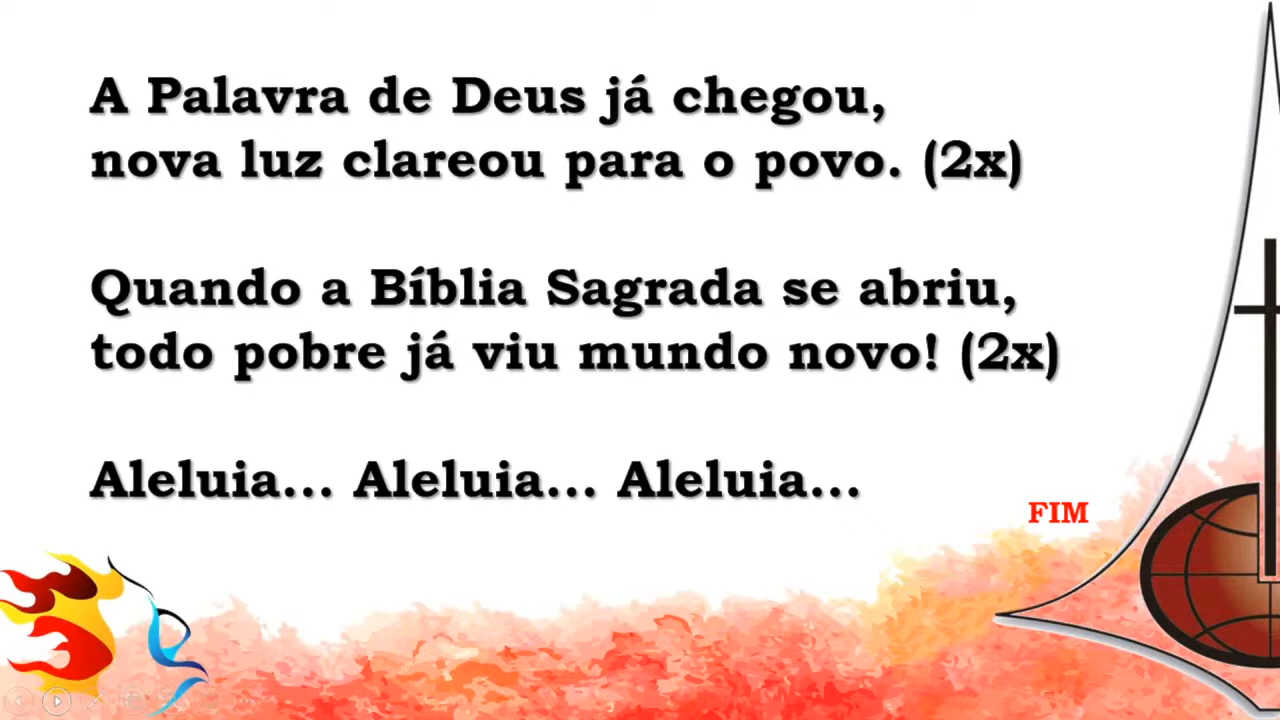 A Palavra de Deus já chegou,
nova luz clareou para o povo. (2x)
Quando a Bíblia Sagrada se abriu,
todo pobre já viu mundo novo! (2x)
Aleluia... Aleluia... Aleluia...
FIM